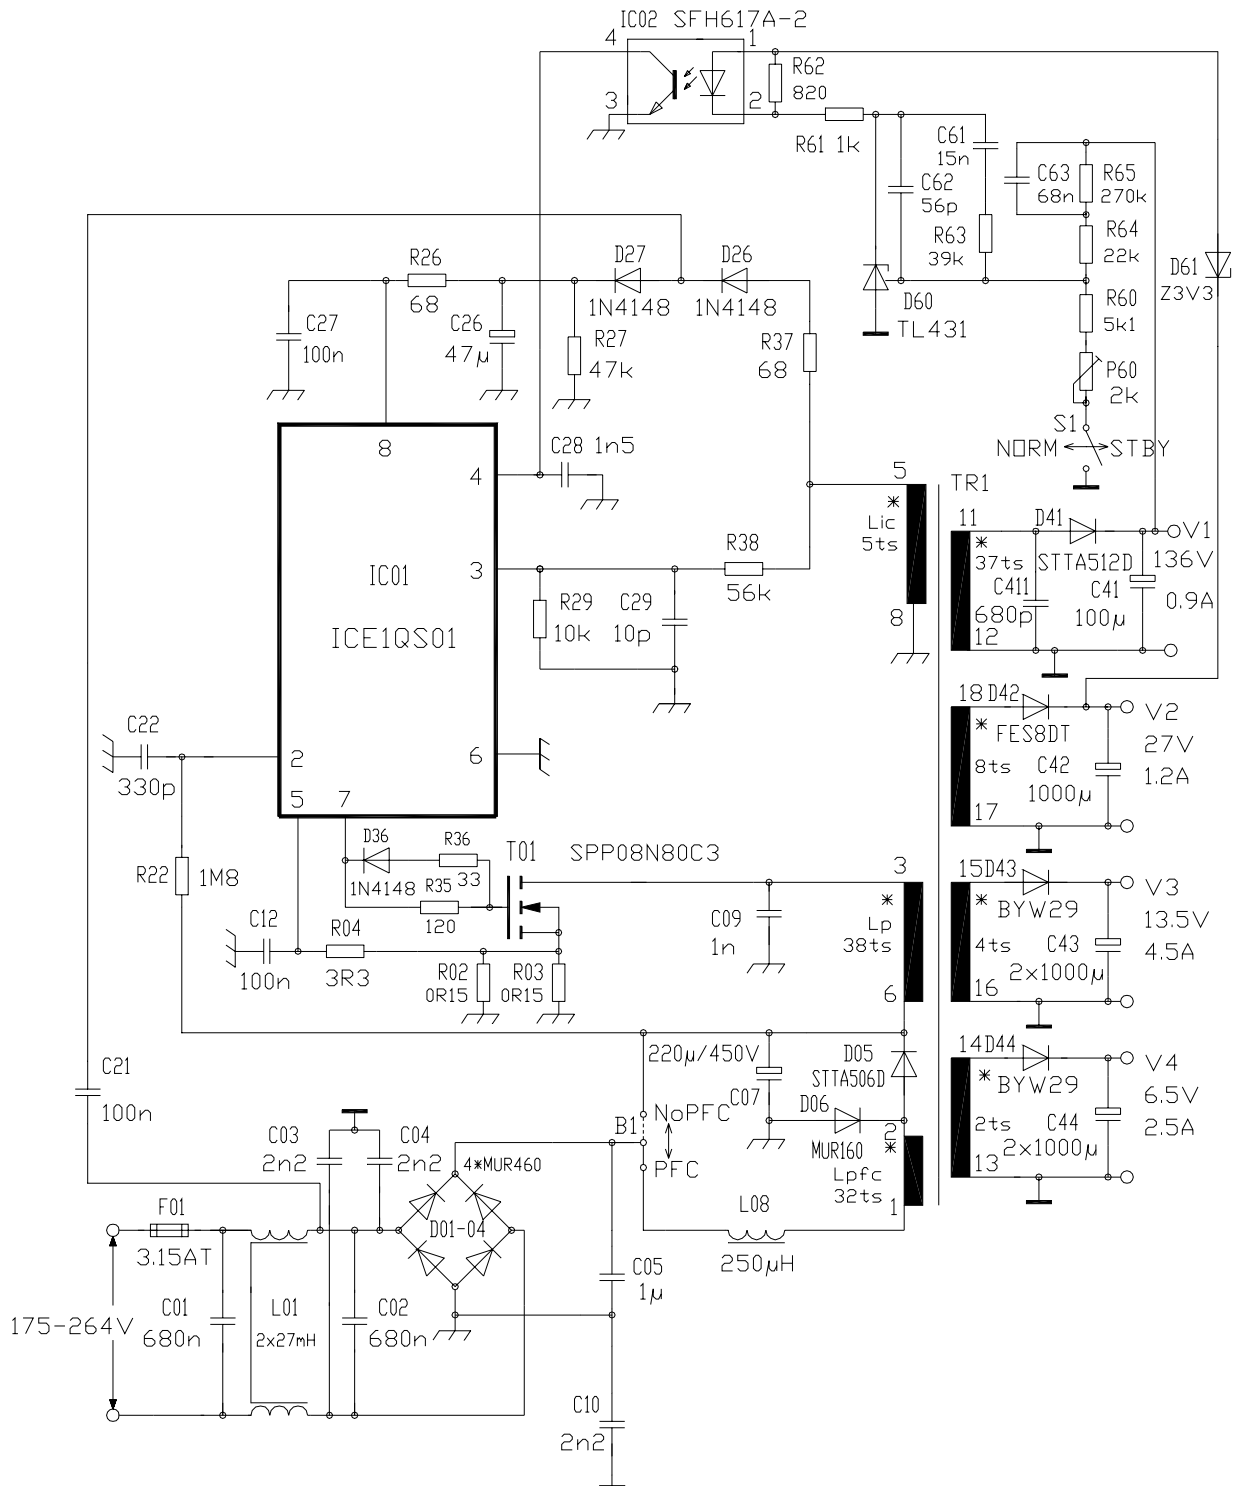 IC02 SFH617A-2
4
1
3
2
R62
820
R61 1k
C61
15n
C62
56p
R63
39k
C63
68n
R65
270k
R64
22k
D61
Z3V3
R60
5k1
P60
2k
S1
NORM
STBY
D60
TL431
R26
68
D27
1N4148
D26
1N4148
C27
100n
C26
47µ
R27
47k
R37
68
8
4
C28 1n5
3
R38
56k
IC01
ICE1QS01
R29
10k
C29
10p
5
*
Lic
5ts
8
TR1
11
*
37ts
D41
STTA512D
C411
680p
C41
100µ
12
V1
136V
0.9A
18
D42
*
FES8DT
8ts
C42
1000µ
17
V2
27V
1.2A
C22
330p
2
6
5
7
R22
1M8
D36
1N4148
R36
33
R35
120
T01
SPP08N80C3
C12
100n
R04
3R3
R02
0R15
R03
0R15
C09
1n
3
*
Lp
38ts
6
15
D43
*
BYW29
4ts
C43
2x1000µ
16
V3
13.5V
4.5A
C21
100n
220µ/450V
C07
D05
STTA506D
D06
MUR160
B1
NoPFC
PFC
2
*
Lpfc
32ts
1
14
D44
*
BYW29
2ts
C44
2x1000µ
13
V4
6.5V
2.5A
C03
2n2
C04
2n2
4*MUR460
D01-04
F01
3.15AT
L08
250µH
C05
1µ
175-264V
C01
680n
L01
2x27mH
C02
680n
C10
2n2